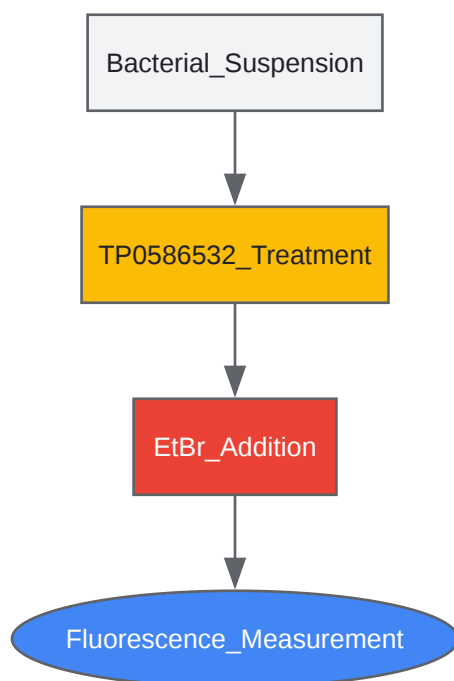 Bacterial_Suspension
TP0586532_Treatment
EtBr_Addition
Fluorescence_Measurement